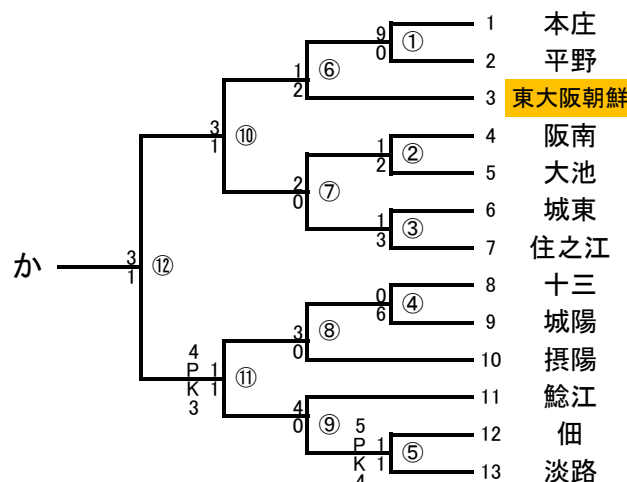 9
0
①
1 本庄
2 平野
1
2
⑥
3 東大阪朝鮮
3
1
⑩
1
2
②
4 阪南
5 大池
2
0
⑦
1
3
③
6 城東
7 住之江
か
3
1
⑫
0
6
④
8 十三
9 城陽
3
0
⑧
10 摂陽
4
P
K
3
1
1
⑪
4
0
⑨
11 鯰江
5
P
K
4
1
1
⑤
12 佃
13 淡路